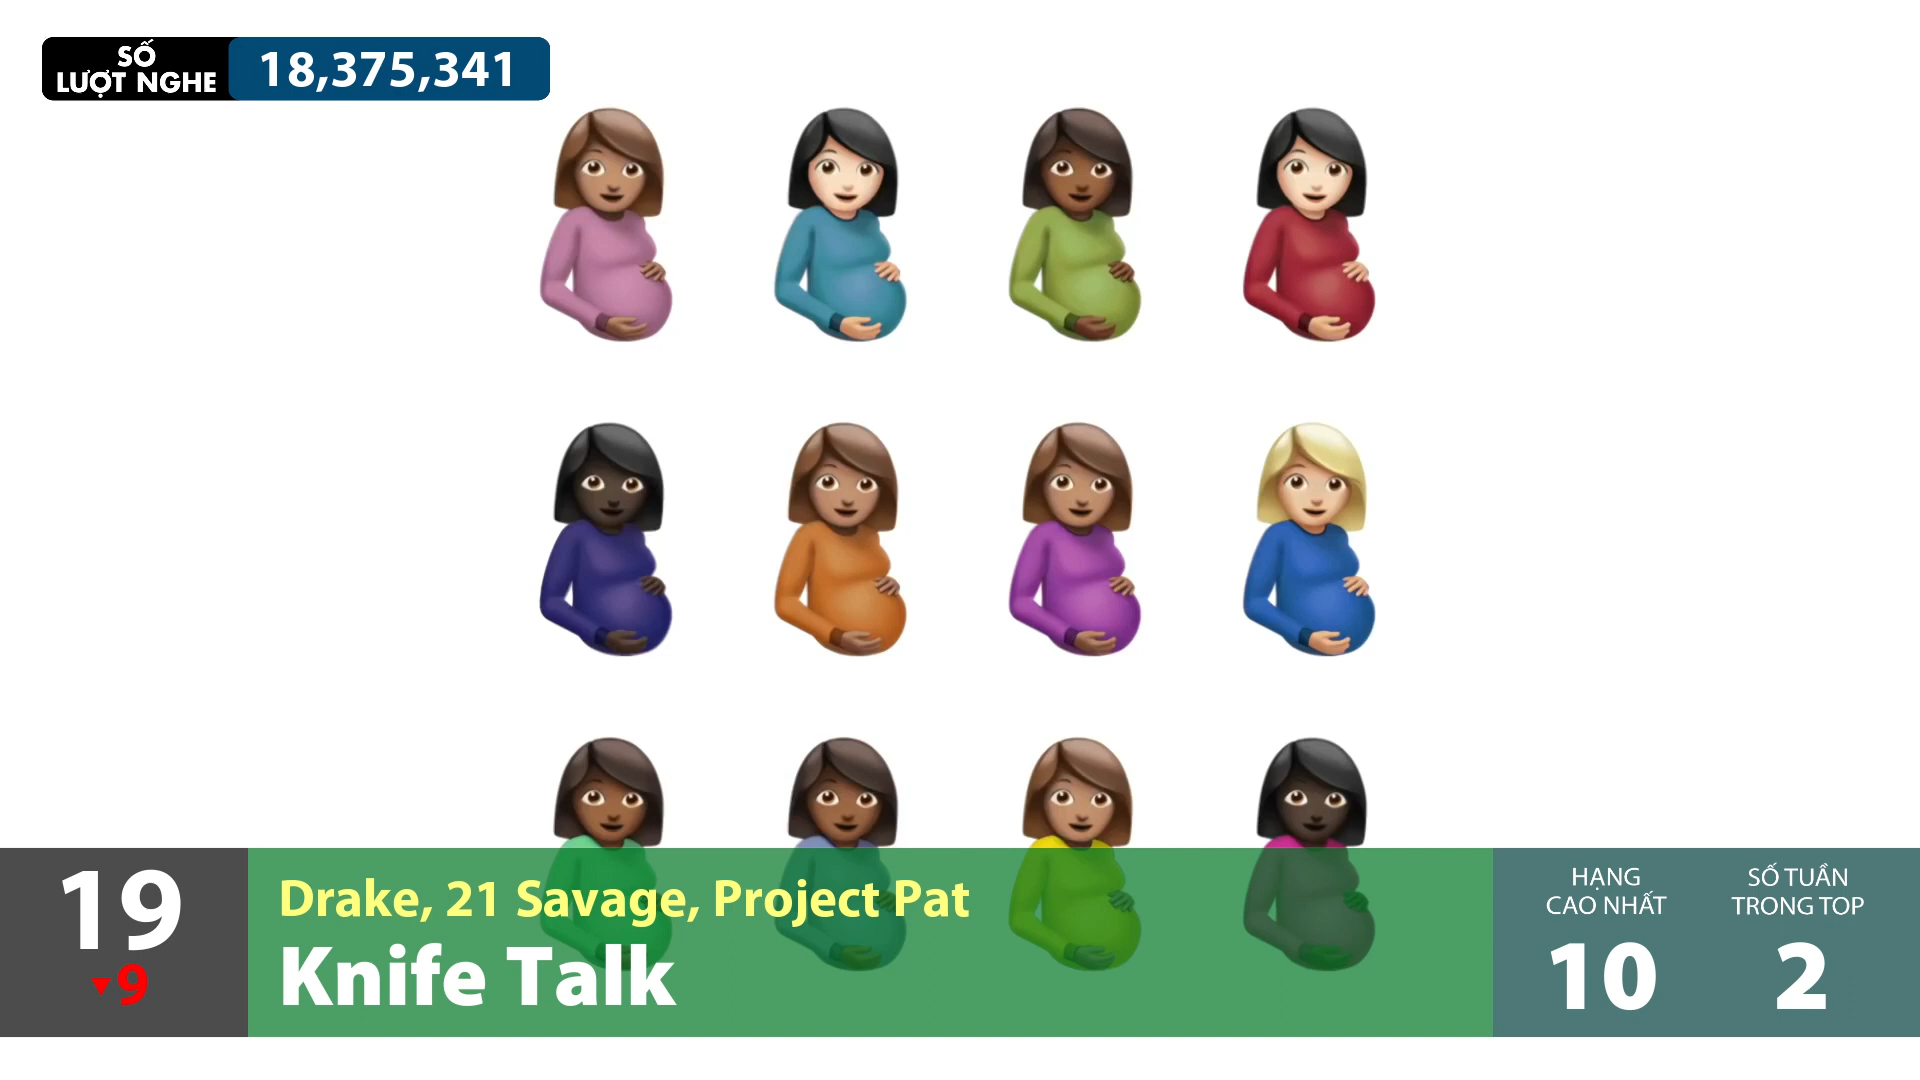 SỐ
LƯỢT NGHE
18,375,341
19
▼9
Drake, 21 Savage, Project Pat
Knife Talk
HẠNG
CAO NHẤT
10
SỐ TUẦN
TRONG TOP
2